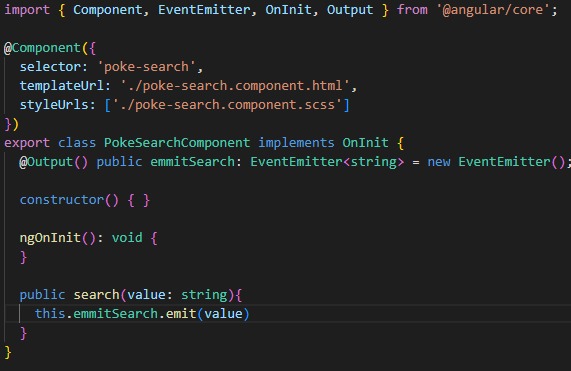 import { Component, EventEmitter, OnInit, Output } from '@angular/core';
@Component({
selector: 'poke-search',
templateUrl: './poke-search.component.html',
styleUrls: ['./poke-search.component.scss']
})
export class PokeSearchComponent implements OnInit {
@Output() public emmitSearch: EventEmitter<string> = new EventEmitter();
constructor() { }
ngOnInit(): void {
}
public search(value: string){
this.emmitSearch.emit(value)
}
}